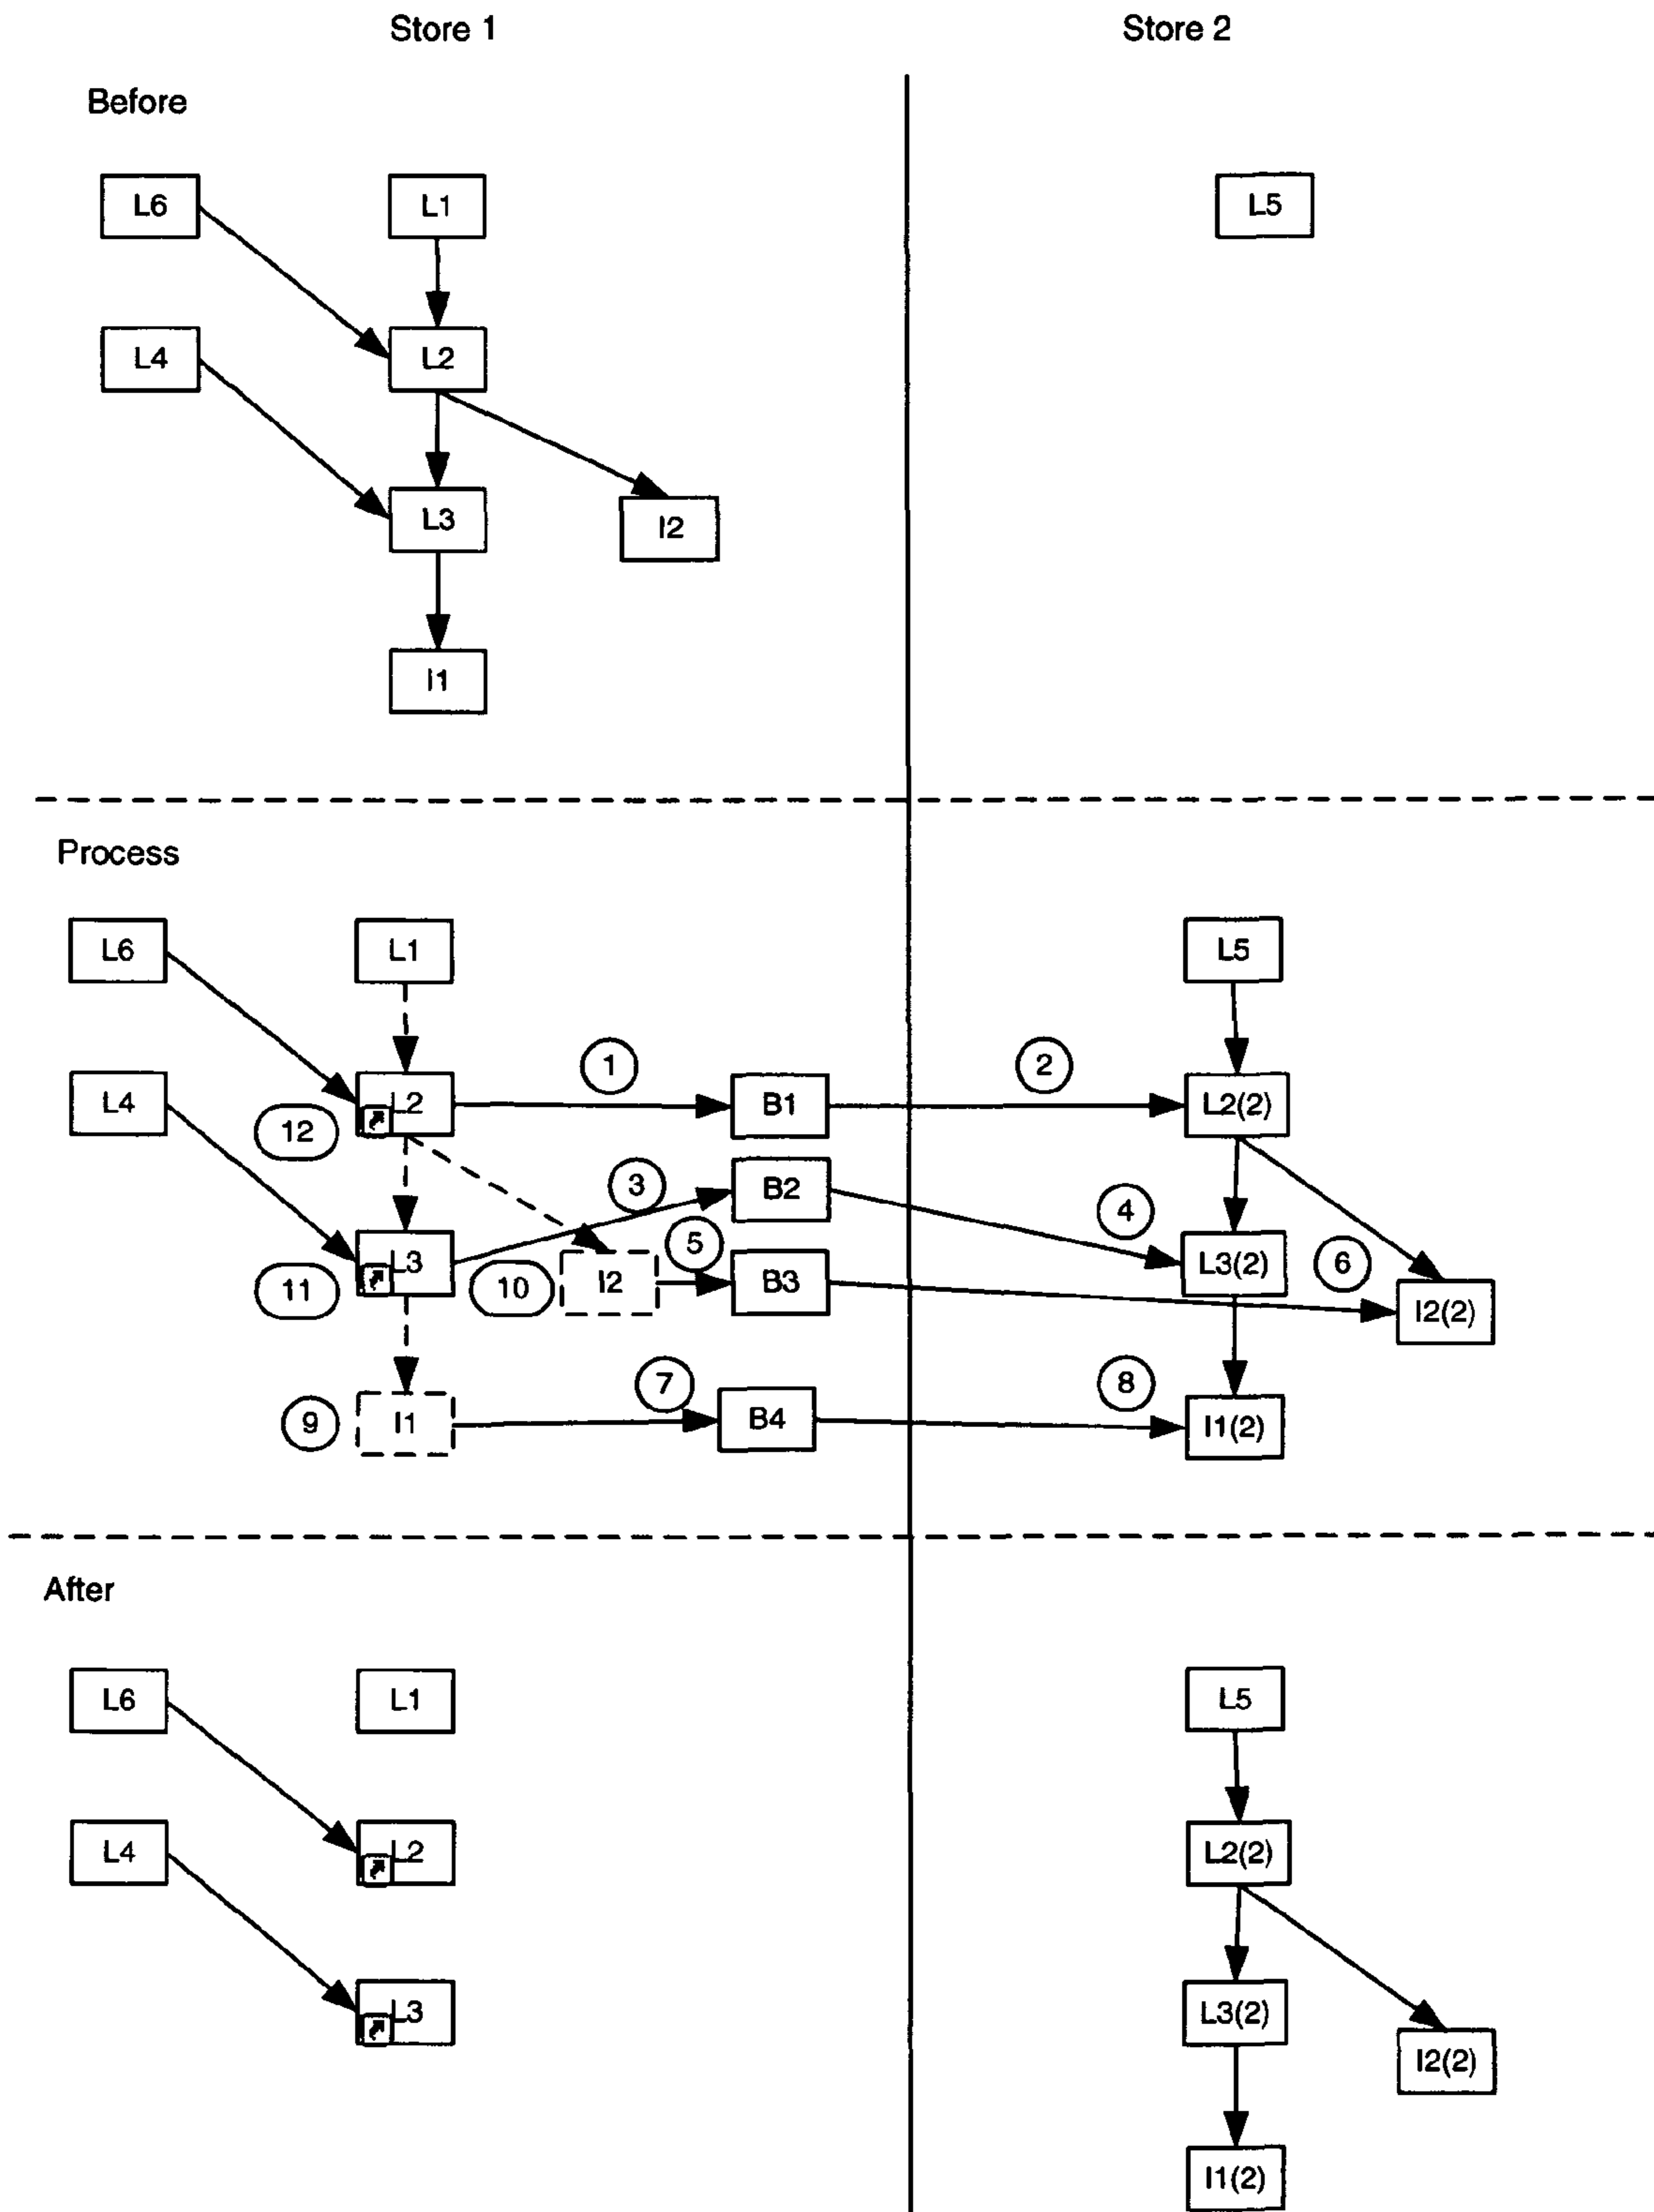 Store 1
Store 2
Before
L6
L1
L5
L4
L2
L3
I2
I1
Process
L6
L1
L5
1
2
L4
L2
B1
L2(2)
12
3
B2
4
L3
5
L3(2)
6
11
10
I2
B3
I2(2)
7
8
9
I1
B4
I1(2)
After
L6
L1
L5
L4
L2
L2(2)
L3
L3(2)
I2(2)
I1(2)